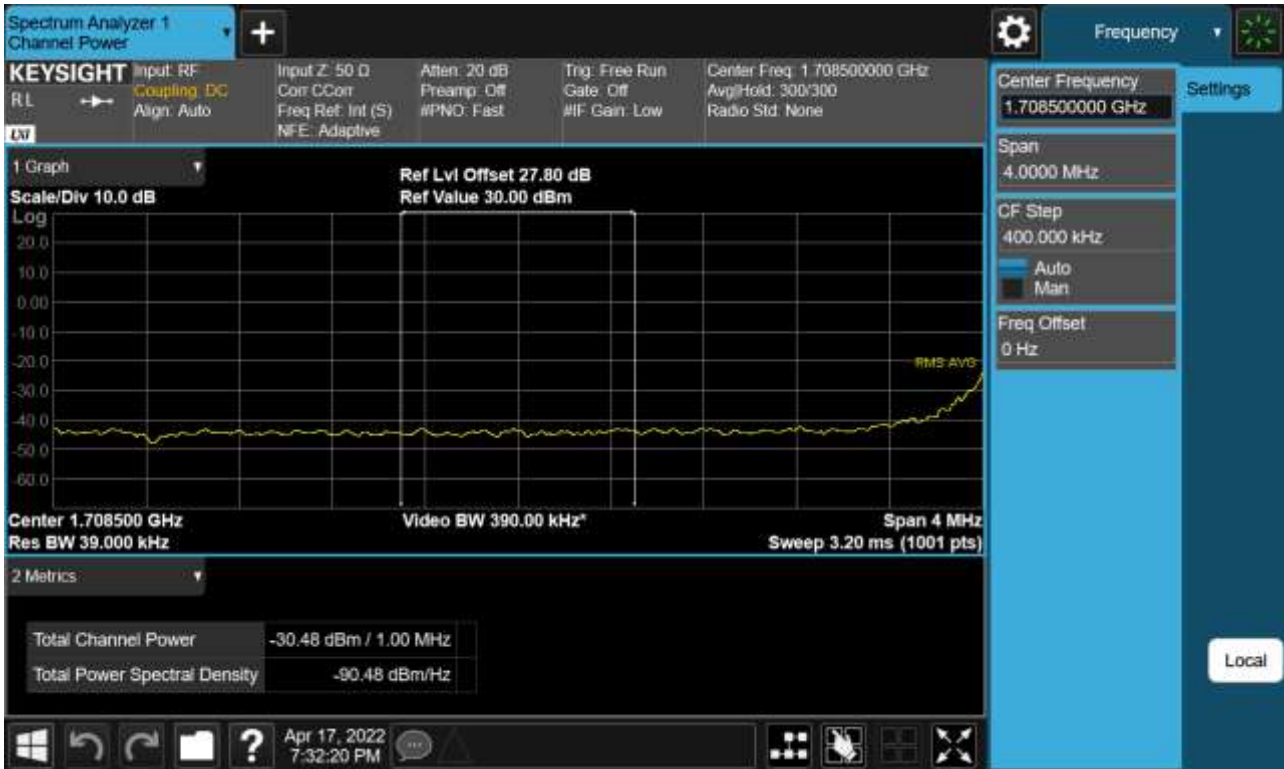 Spectrum Analyzer 1
Channel Power
+
Frequency
KEYSIGHT
RL
LXI
Input: RF
Coupling: DC
Align: Auto
Input Z: 50 Ω
Corr CCorr
Freq Ref: Int (S)
NFE: Adaptive
Atten: 20 dB
Preamp: Off
#PNO: Fast
Trig: Free Run
Gate: Off
#IF Gain: Low
Center Freq: 1.708500000 GHz
Avg|Hold: 300/300
Radio Std: None
Center Frequency
1.708500000 GHz
Settings
Span
4.0000 MHz
CF Step
400.000 kHz
Auto
Man
Freq Offset
0 Hz
1 Graph
Scale/Div 10.0 dB
Ref Lvl Offset 27.80 dB
Ref Value 30.00 dBm
Log
20.0
10.0
0.00
-10.0
-20.0
-30.0
-40.0
-50.0
-60.0
RMS AVG
Center 1.708500 GHz
Video BW 390.00 kHz*
Span 4 MHz
Res BW 39.000 kHz
Sweep 3.20 ms (1001 pts)
2 Metrics
Total Channel Power -30.48 dBm / 1.00 MHz
Total Power Spectral Density -90.48 dBm/Hz
Local
?
Apr 17, 2022
7:32:20 PM